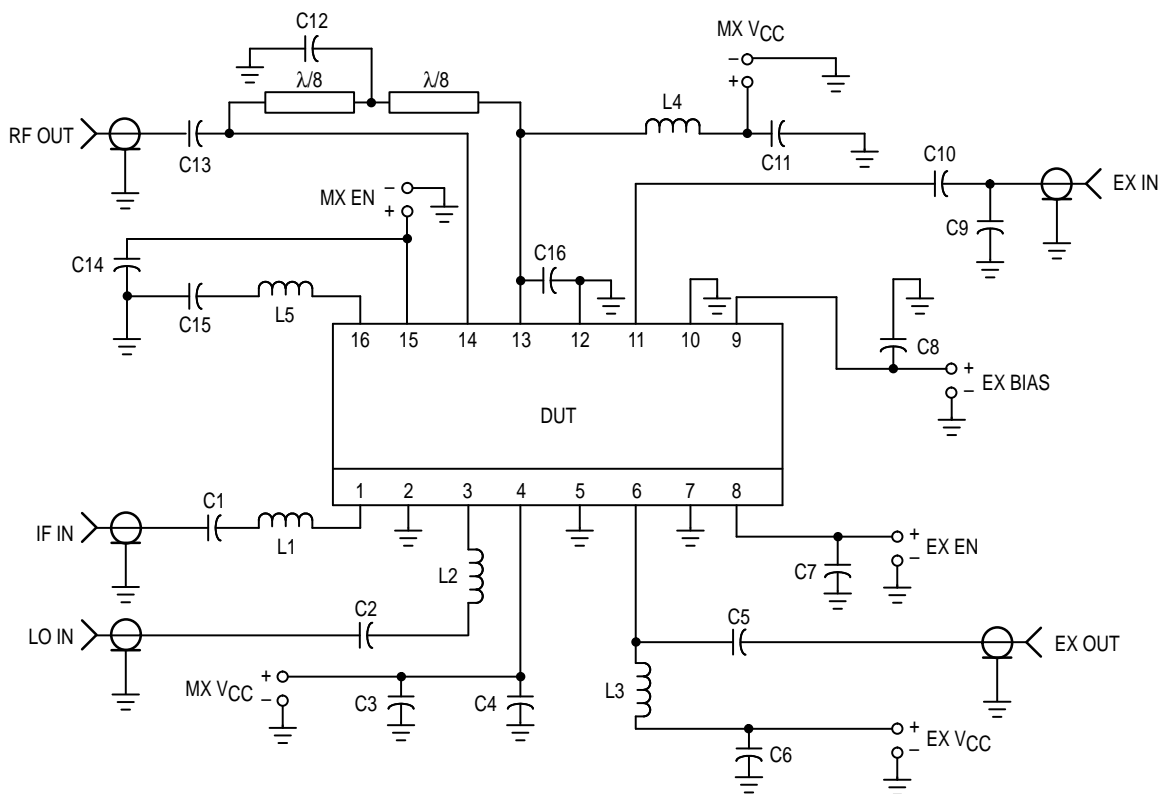 C12
MX VCC
–
+
λ/8
λ/8
L4
RF OUT
C13
C11
C10
EX IN
MX EN
–
+
C9
C14
C16
C15
L5
16 15 14 13 12 11 10 9
C8
+
–
EX BIAS
DUT
1 2 3 4 5 6 7 8
C1
IF IN
L1
+
–
EX EN
C7
L2
C2
LO IN
C5
EX OUT
MX VCC
+
–
C3
C4
L3
+
–
EX VCC
C6